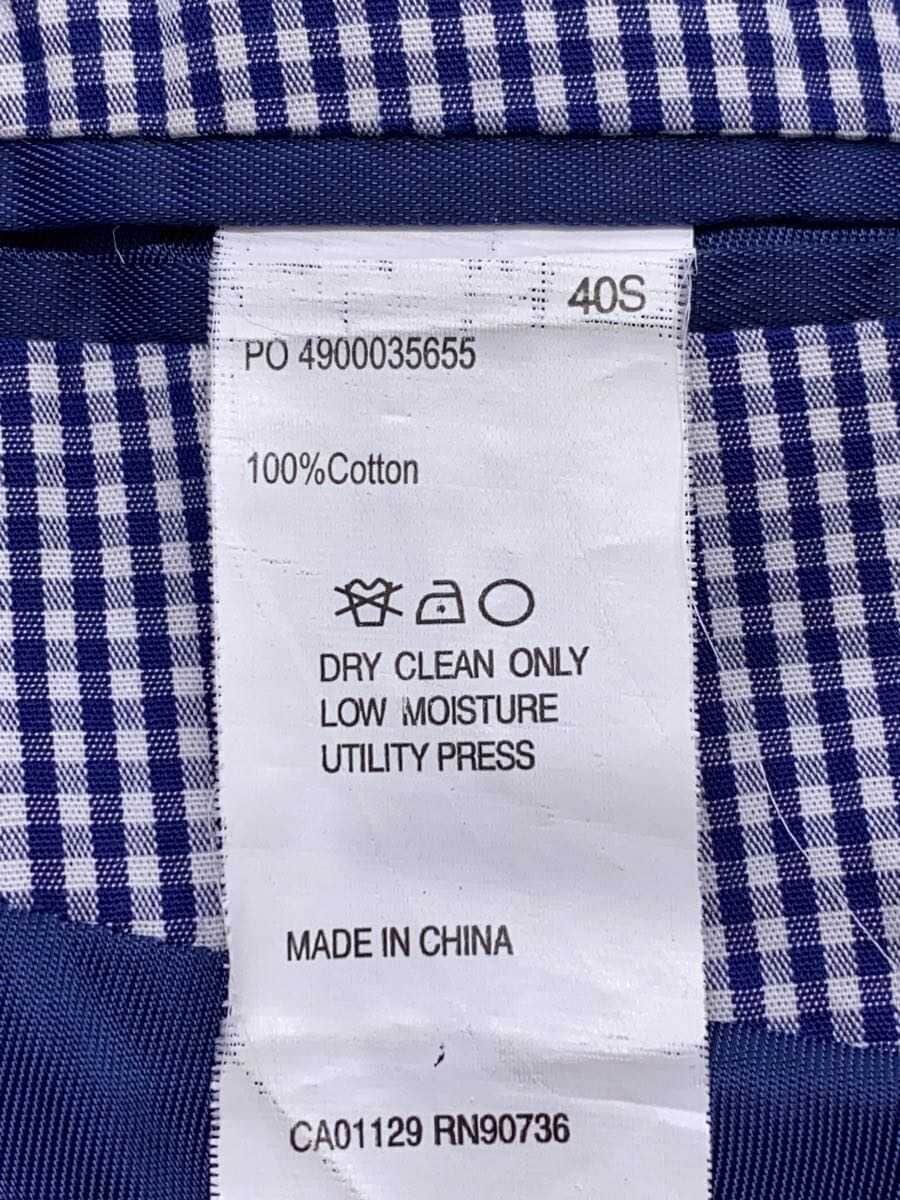 40S
PO 4900035655
100%Cotton
DRY CLEAN ONLY
LOW MOISTURE
UTILITY PRESS
MADE IN CHINA
CA01129 RN90736